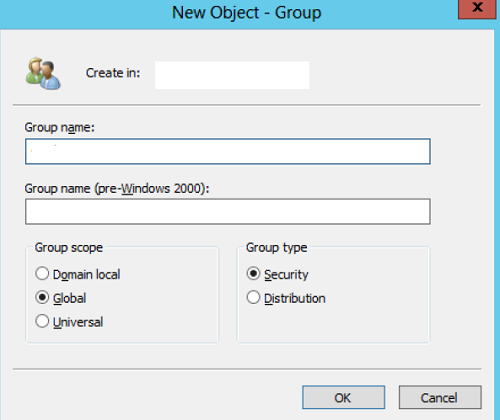 New Object - Group
x
Create in:
Group name:
Group name (pre-Windows 2000):
Group scope
Domain local
Global
Universal
Group type
Security
Distribution
OK
Cancel